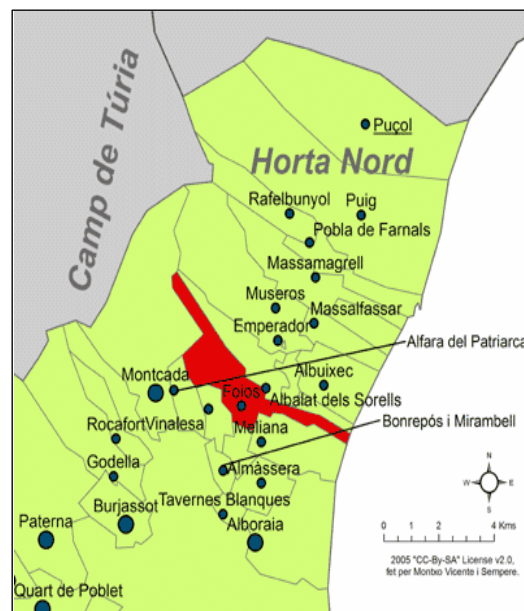 Camp de Túria
Puçol
Horta Nord
Rafelbunyol
Puig
Pobla de Farnals
Massamagrell
Museros
Massalfassar
Emperador
Alfara del Patriarca
Montcada
Albuixec
Foios
Albalat dels Sorells
Rocafort
Vinalesa
Bonrepós i Mirambell
Meliana
Godella
Almàssera
N
W
E
S
Tavernes Blanques
Burjassot
Paterna
Alboraia
0 2 4 Kms
2005 "CC-By-SA" License v2.0,
fet per Montxo Vicente i Sempere.
Quart de Poblet